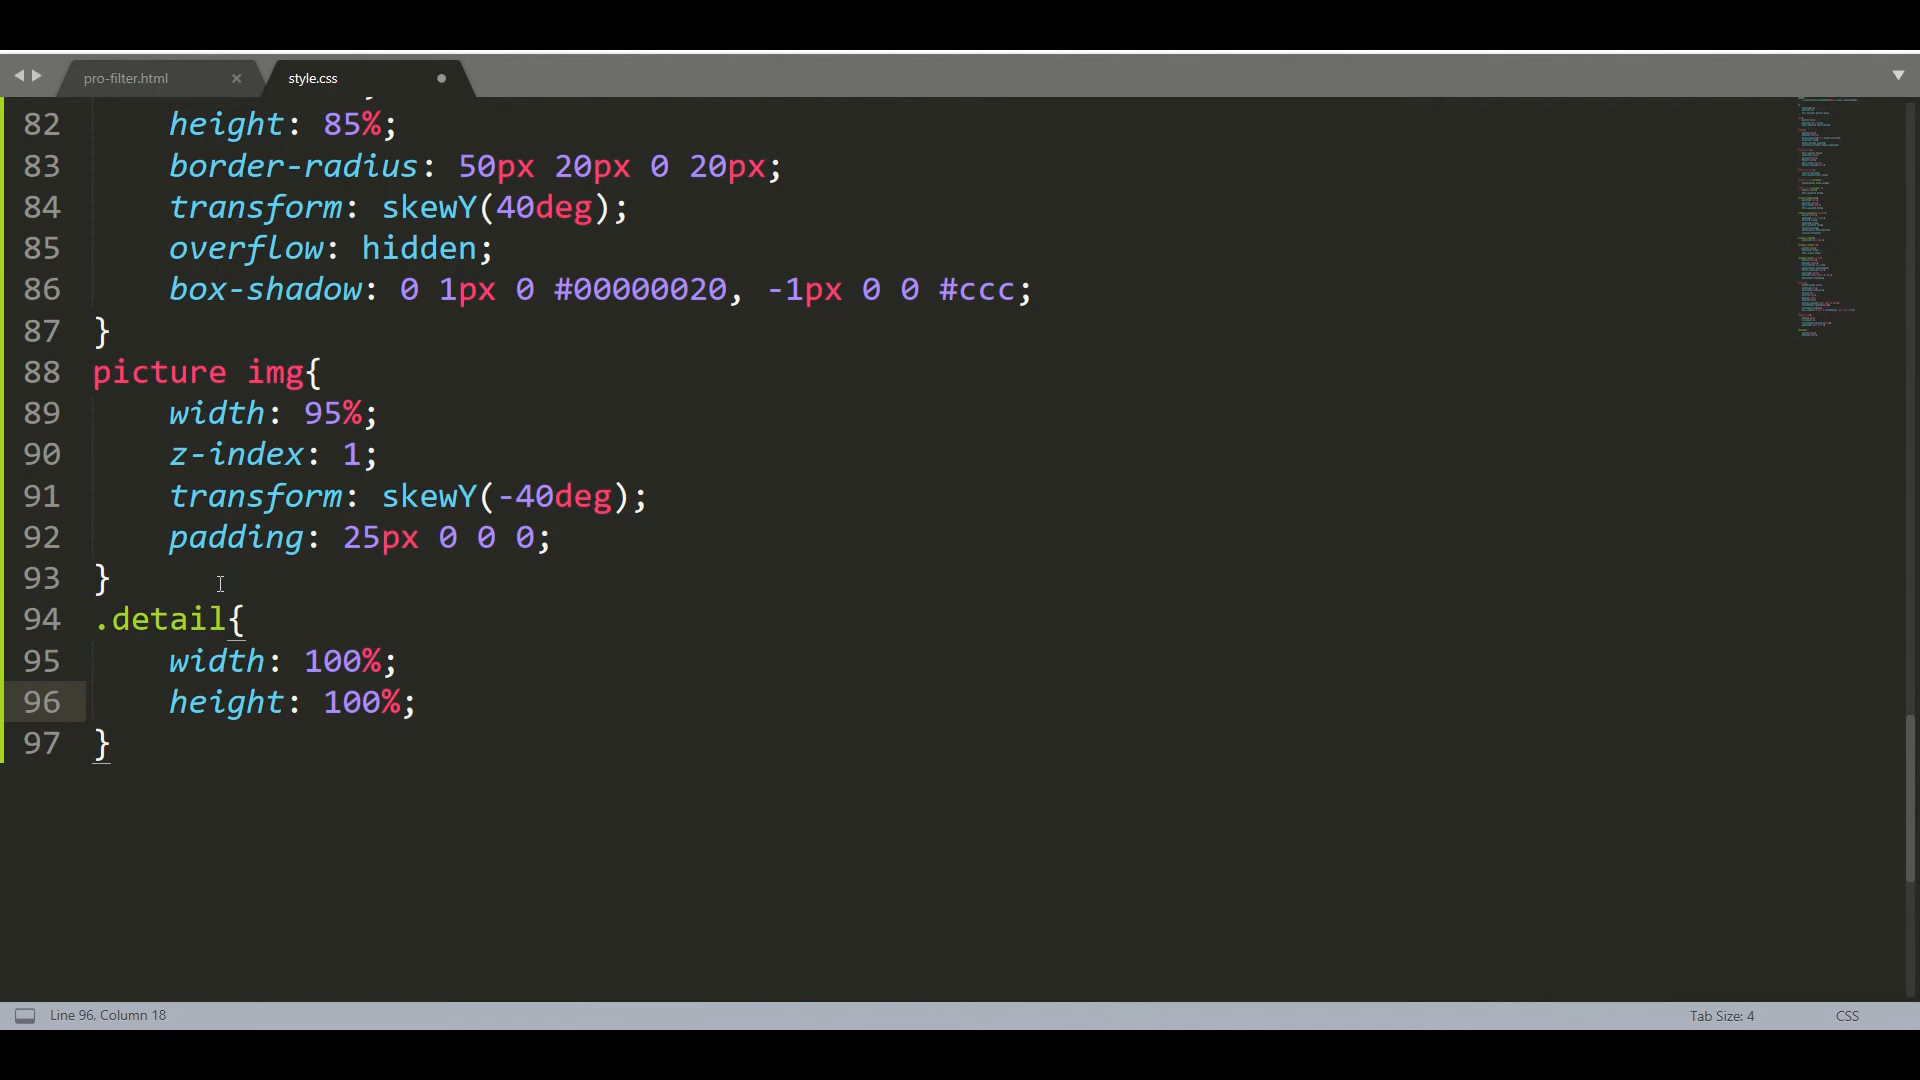 pro-filter.html
style.css
82 height: 85%;
83 border-radius: 50px 20px 0 20px;
84 transform: skewY(40deg);
85 overflow: hidden;
86 box-shadow: 0 1px 0 #00000020, -1px 0 0 #ccc;
87 }
88 picture img{
89 width: 95%;
90 z-index: 1;
91 transform: skewY(-40deg);
92 padding: 25px 0 0 0;
93 }
94 .detail{
95 width: 100%;
96 height: 100%;
97 }
Line 96, Column 18
Tab Size: 4
CSS